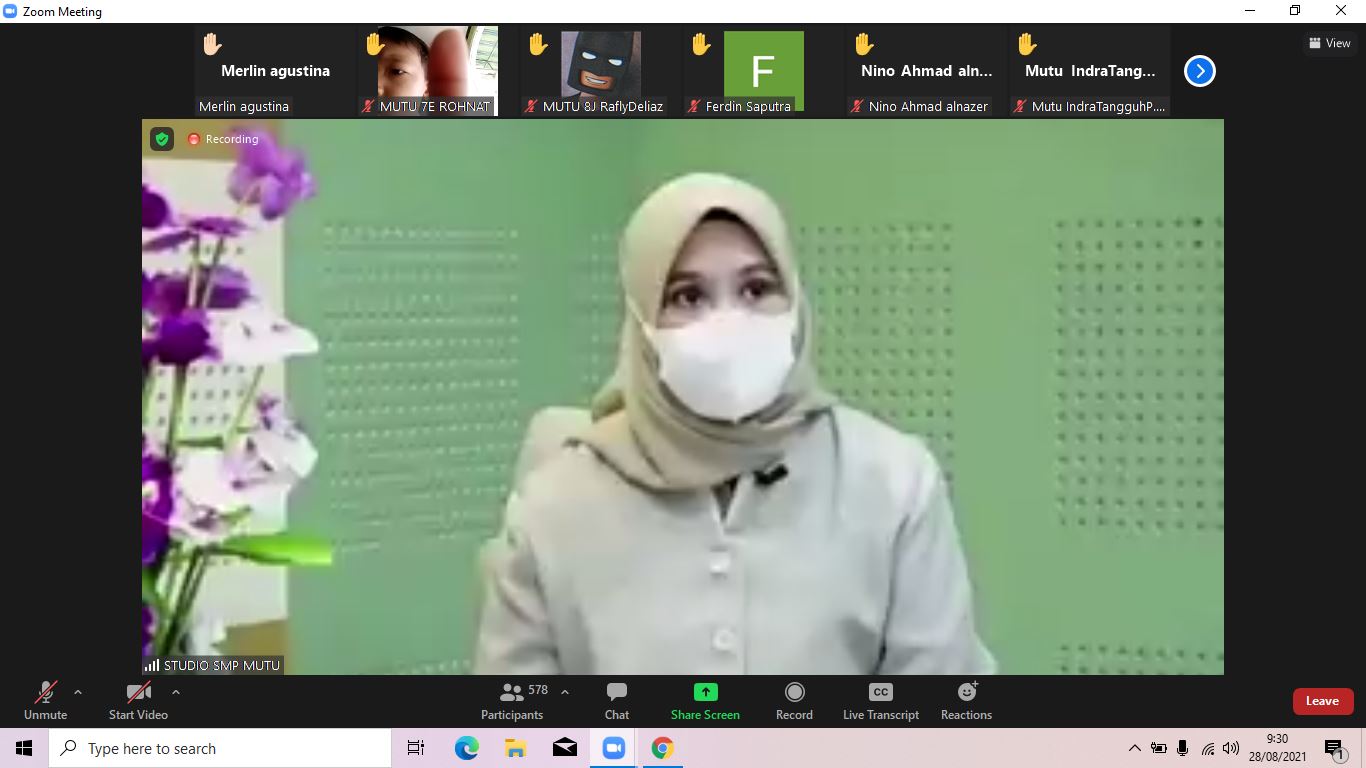 Zoom Meeting
Merlin agustina
Merlin agustina
MUTU 7E ROHNAT
MUTU 8J RaflyDeliaz
F
Ferdin Saputra
Nino Ahmad aln...
Nino Ahmad alnazer
Mutu IndraTang...
Mutu IndraTangguhP....
View
Recording
STUDIO SMP MUTU
Unmute
Start Video
578
Participants
Chat
Share Screen
Record
CC
Live Transcript
Reactions
Leave
Type here to search
9:30
28/08/2021
1